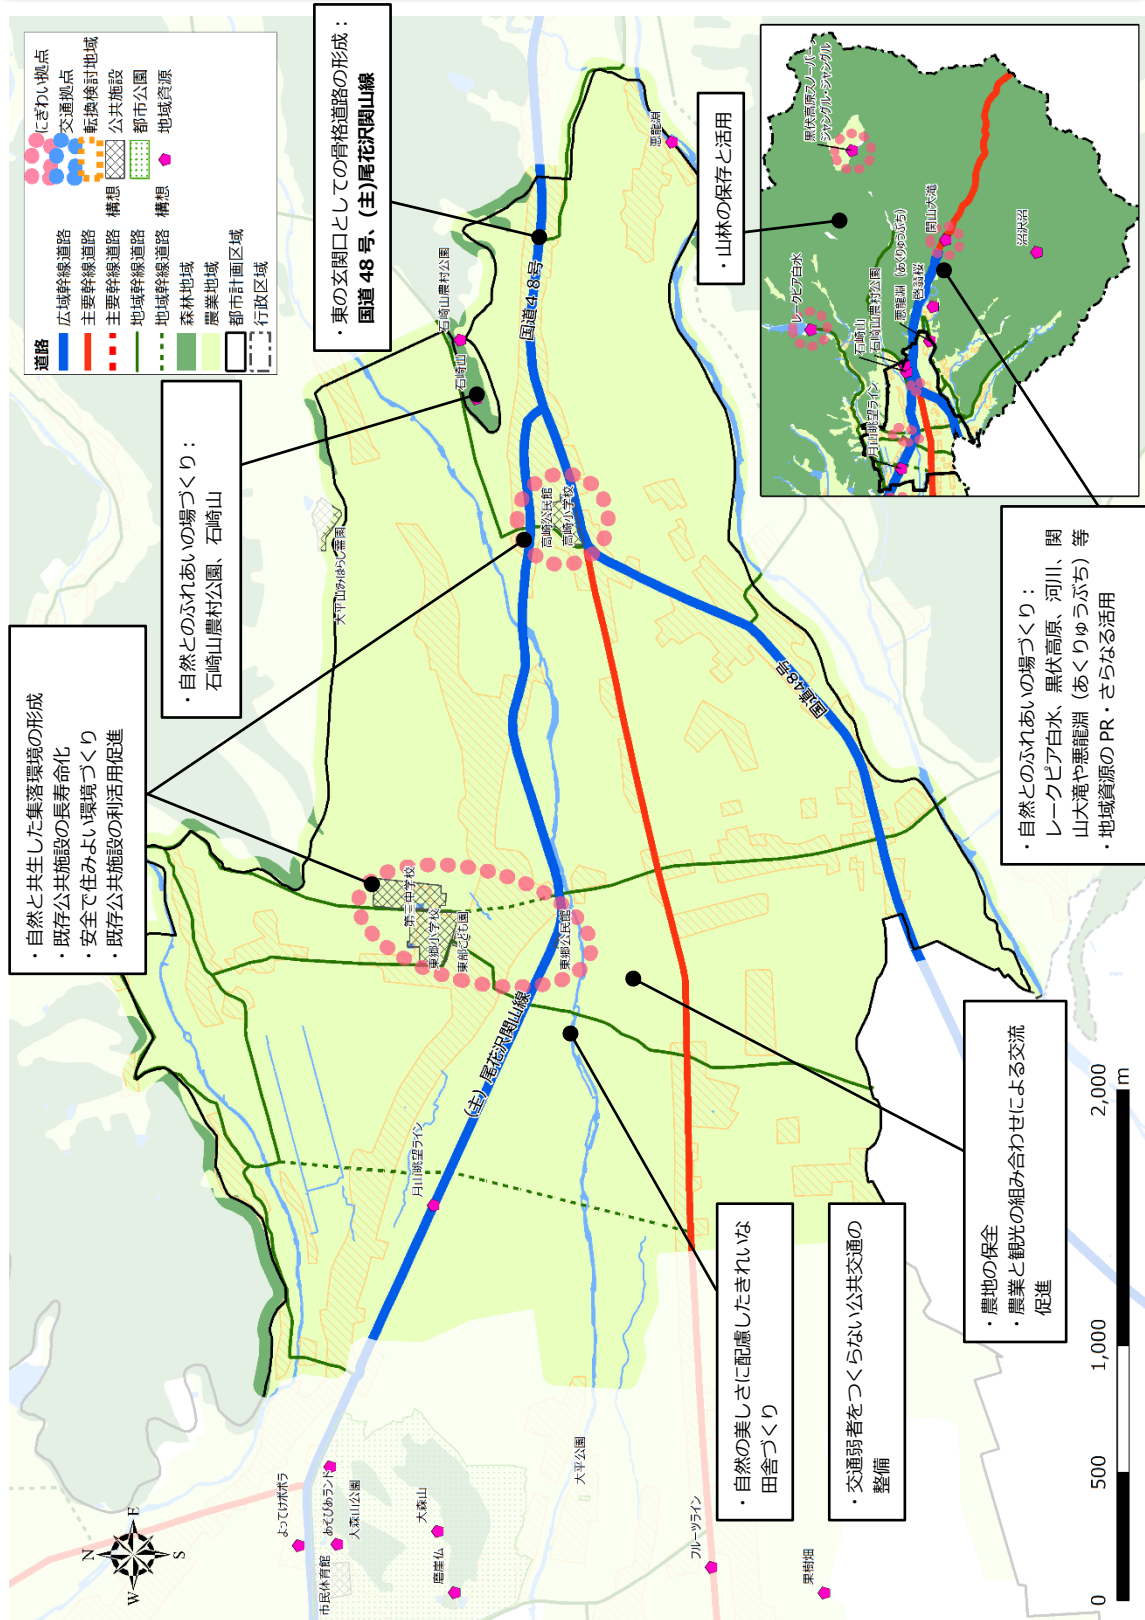 ・自然と共生した集落環境の形成
・既存公共施設の長寿命化
・安全で住みよい環境づくり
・既存公共施設の利活用促進
・自然とのふれあいの場づくり：
石崎山農村公園、石崎山
・東の玄関口としての骨格道路の形成：
国道 48 号、(主)尾花沢関山線
道路
広域幹線道路
主要幹線道路
主要幹線道路 構想
地域幹線道路
地域幹線道路 構想
森林地域
農業地域
都市計画区域
行政区域
にぎわい拠点
交通拠点
転換検討地域
公共施設
都市公園
地域資源
N
E
S
W
よってけポポラ
あそびあランド
市民体育館
大森山公園
大森山
磨崖仏
大平公園
フルーツライン
果樹畑
月山眺望ライン
(主) 尾花沢関山線
第三中学校
東郷小学校
東部こども園
東郷公民館
大平山みはらし霊園
高崎公民館
高崎小学校
石崎山
石崎山農村公園
国道48号
国道48号
悪龍淵
・山林の保存と活用
黒伏高原スノーパーク
ジャングル・ジャングル
レークピア白水
石崎山
石崎山農村公園
悪龍淵（あくりゅうぶち）
啓翁桜
関山大滝
沼沢沼
月山眺望ライン
・自然の美しさに配慮したきれいな
田舎づくり
・交通弱者をつくらない公共交通の
整備
・農地の保全
・農業と観光の組み合わせによる交流
促進
・自然とのふれあいの場づくり：
レークピア白水、黒伏高原、河川、関
山大滝や悪龍淵（あくりゅうぶち）等
・地域資源の PR・さらなる活用
0
500
1,000
2,000
m